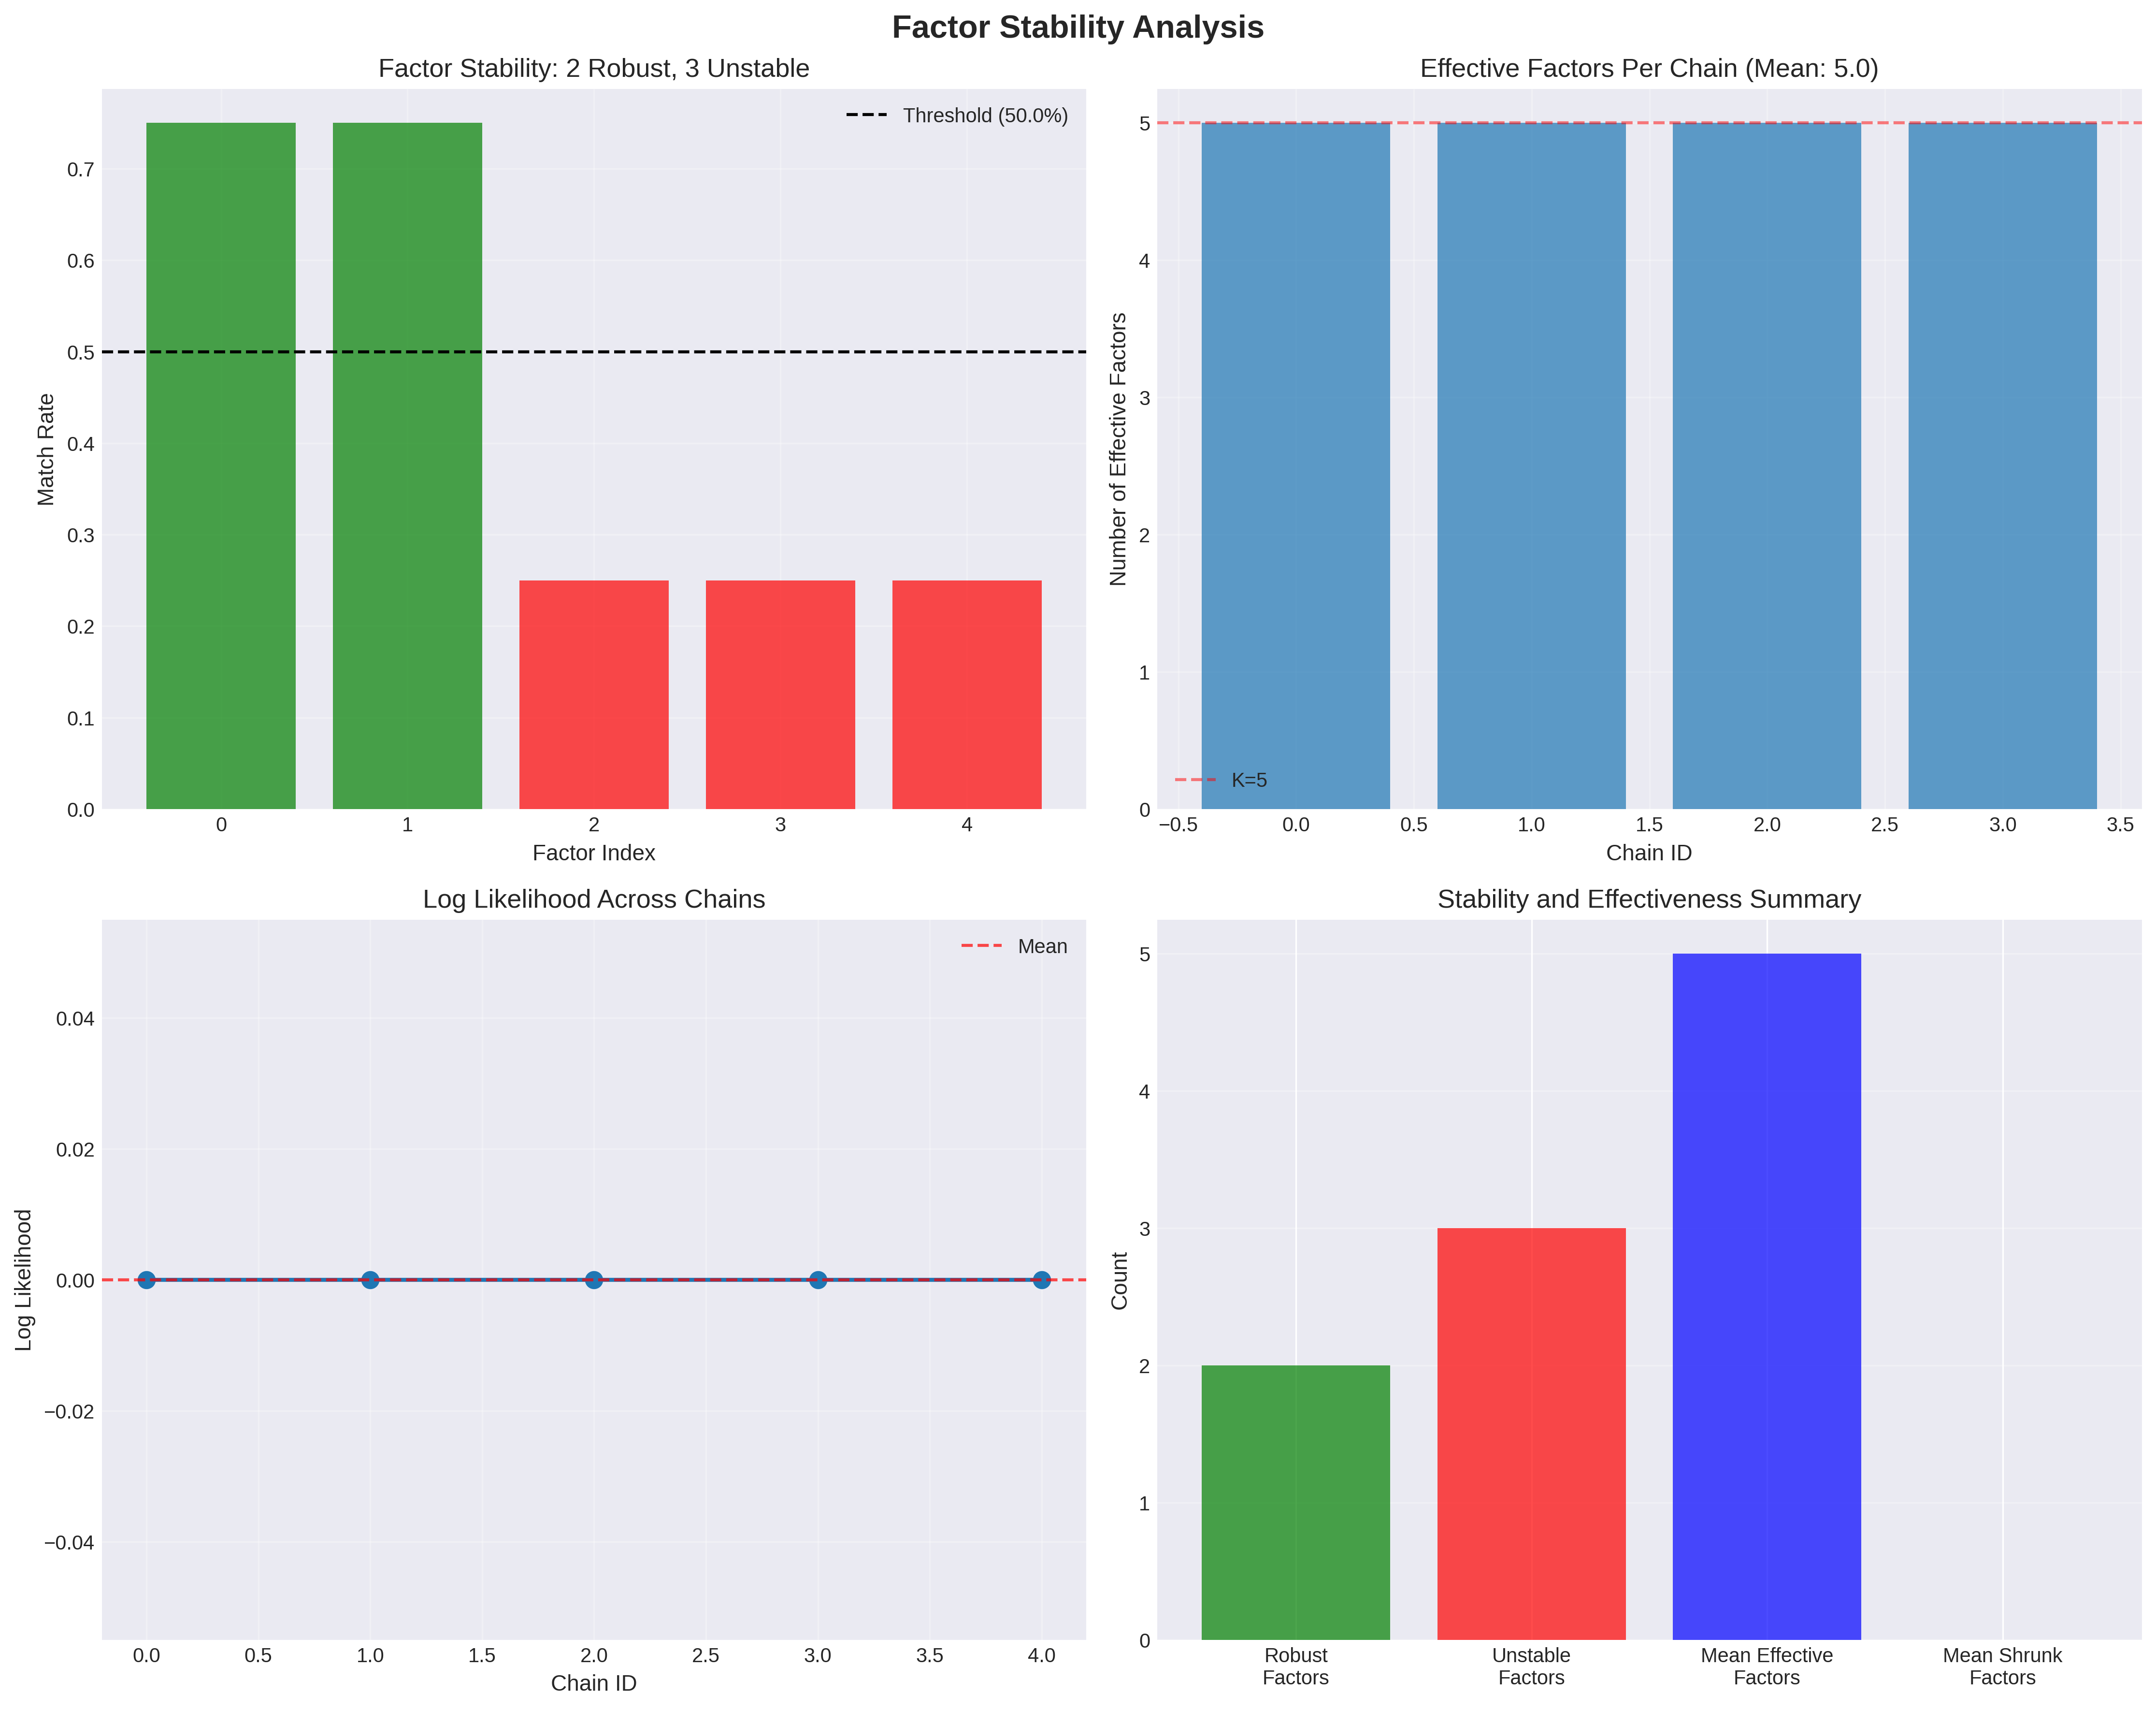 Factor Stability Analysis
Factor Stability: 2 Robust, 3 Unstable
Threshold (50.0%)
Match Rate
0.7
0.6
0.5
0.4
0.3
0.2
0.1
0.0
0 1 2 3 4
Factor Index
Effective Factors Per Chain (Mean: 5.0)
Number of Effective Factors
5
4
3
2
1
0
K=5
−0.5 0.0 0.5 1.0 1.5 2.0 2.5 3.0 3.5
Chain ID
Log Likelihood Across Chains
Mean
Log Likelihood
0.04
0.02
0.00
−0.02
−0.04
0.0 0.5 1.0 1.5 2.0 2.5 3.0 3.5 4.0
Chain ID
Stability and Effectiveness Summary
Count
5
4
3
2
1
0
Robust
Factors
Unstable
Factors
Mean Effective
Factors
Mean Shrunk
Factors